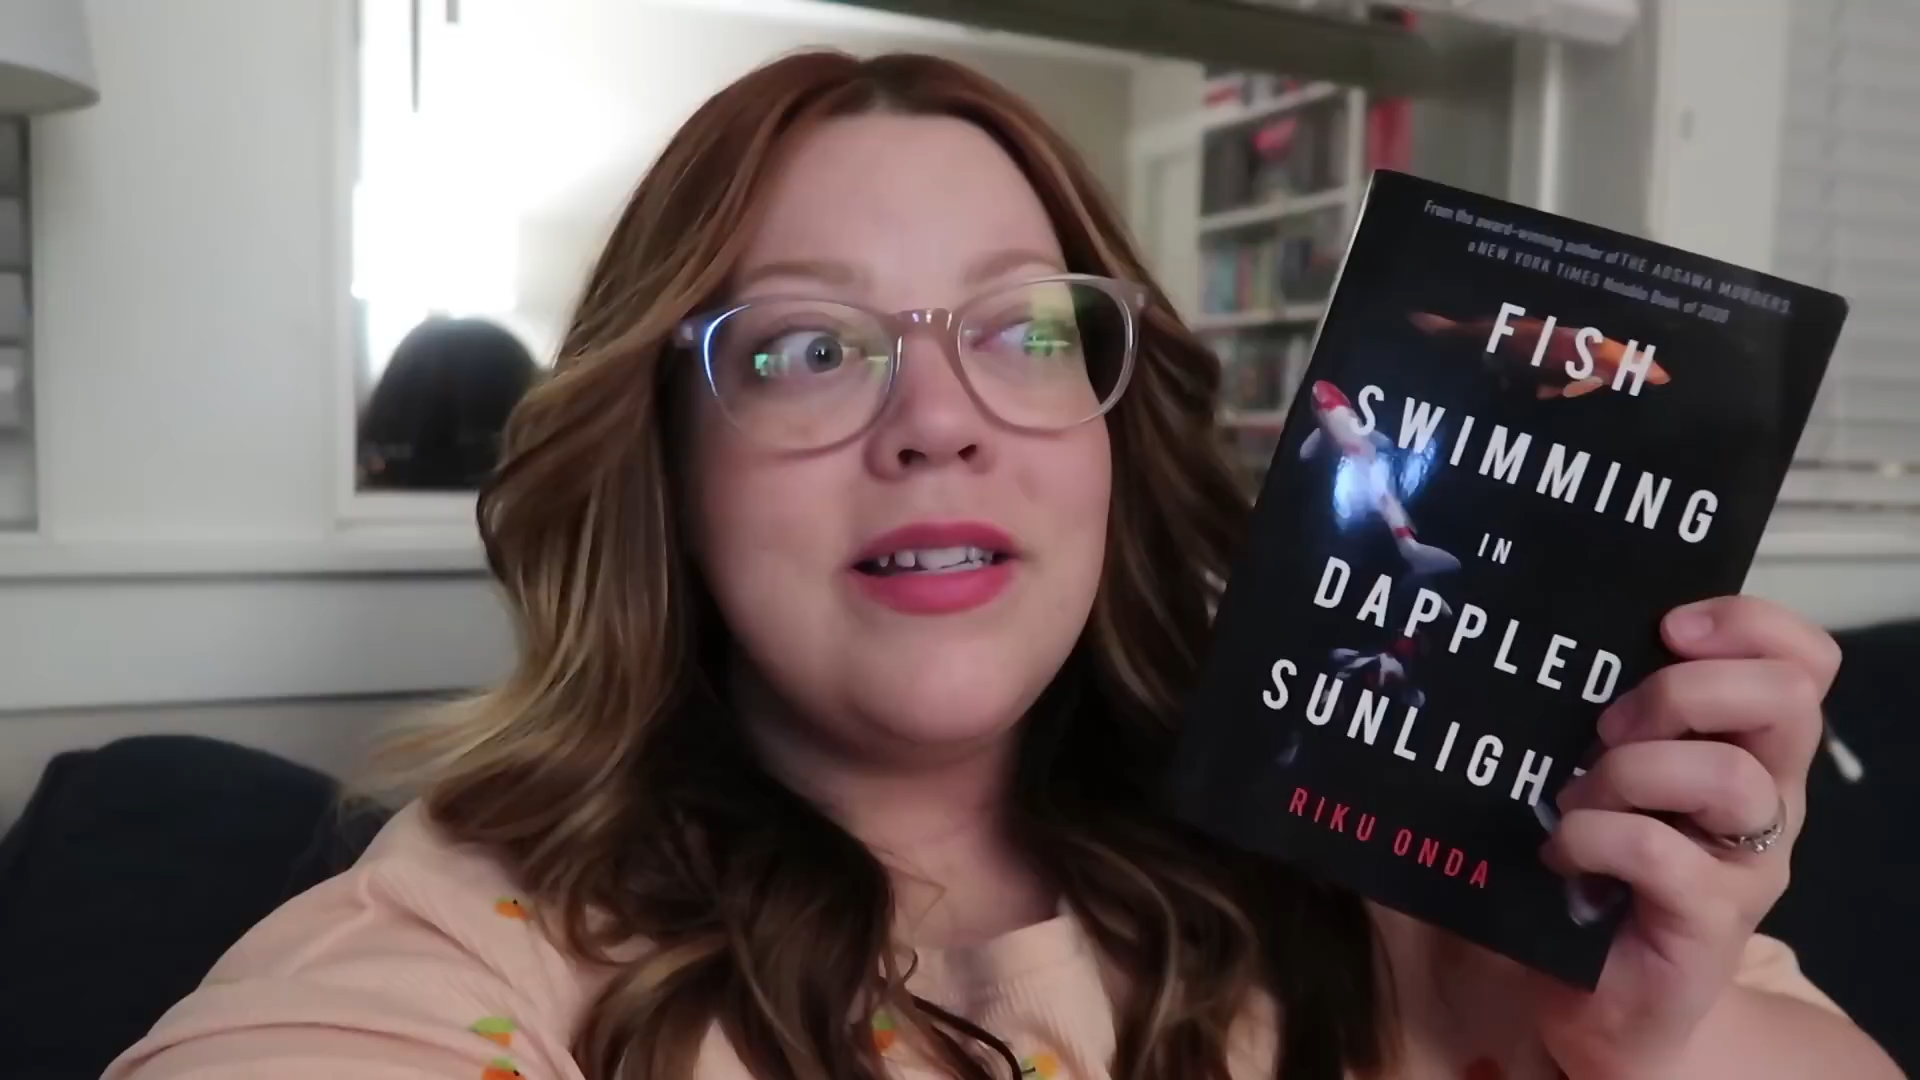 From the award-winning author of THE AOSAWA MURDERS,
a NEW YORK TIMES Notable Book of 2020
FISH
SWIMMING
IN
DAPPLED
SUNLIGHT
RIKU ONDA